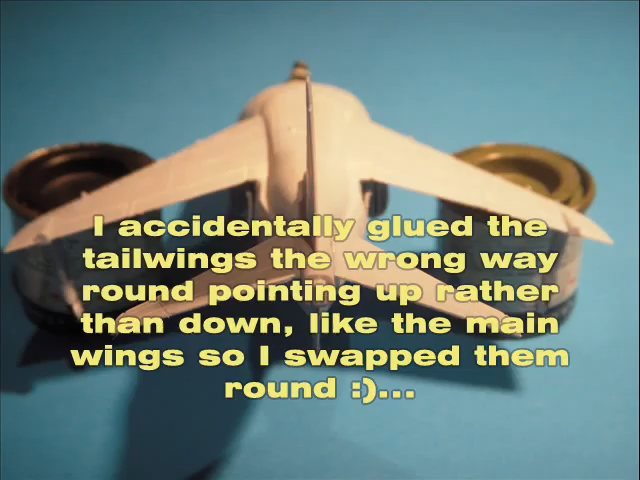 I accidentally glued the
tailwings the wrong way
round pointing up rather
than down, like the main
wings so I swapped them
round :)...